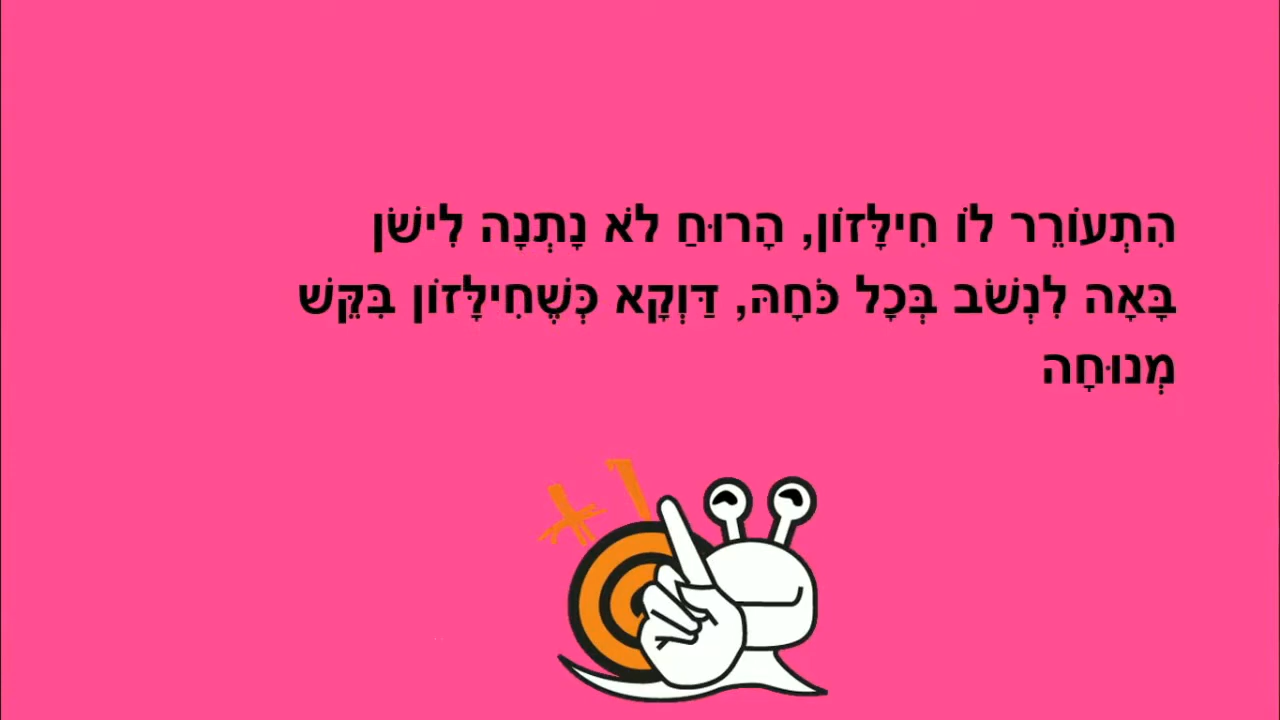 הִתְעוֹרֵר לוֹ חִילָּזוֹן, הָרוּחַ לֹא נָתְנָה לִישֹׁן
בָּאָה לִנְשֹׁב בְּכָל כֹּחָהּ, דַּוְקָא כְּשֶׁחִילָּזוֹן בִּקֵּשׁ
מְנוּחָה